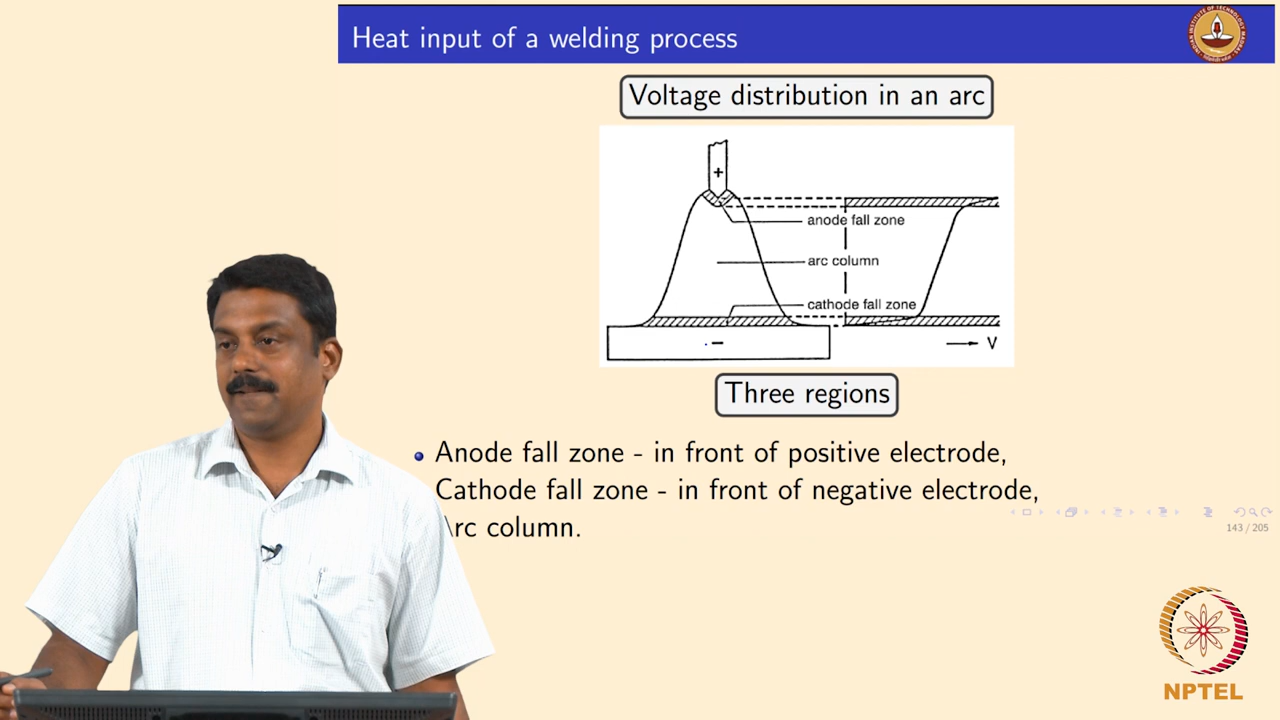 Heat input of a welding process
Voltage distribution in an arc
+
anode fall zone
arc column
cathode fall zone
-
V
Three regions
Anode fall zone - in front of positive electrode,
Cathode fall zone - in front of negative electrode,
Arc column.
143 / 205
NPTEL